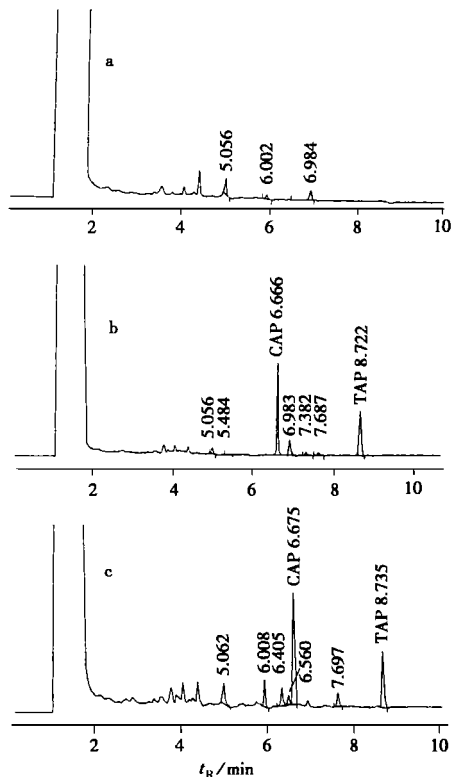 a
5.056
6.002
6.984
2 4 6 8 10
b
5.056
5.484
CAP 6.666
6.983
7.382
7.687
TAP 8.722
2 4 6 8 10
c
5.062
6.008
6.405
CAP 6.675
6.560
7.697
TAP 8.735
2 4 6 8 10
tR/min